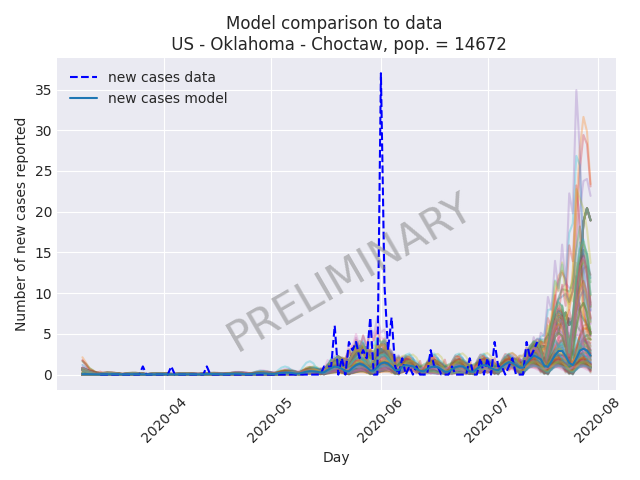 Model comparison to data
US - Oklahoma - Choctaw, pop. = 14672
new cases data
new cases model
Number of new cases reported
35
30
25
20
15
10
5
0
PRELIMINARY
2020-04
2020-05
2020-06
2020-07
2020-08
Day